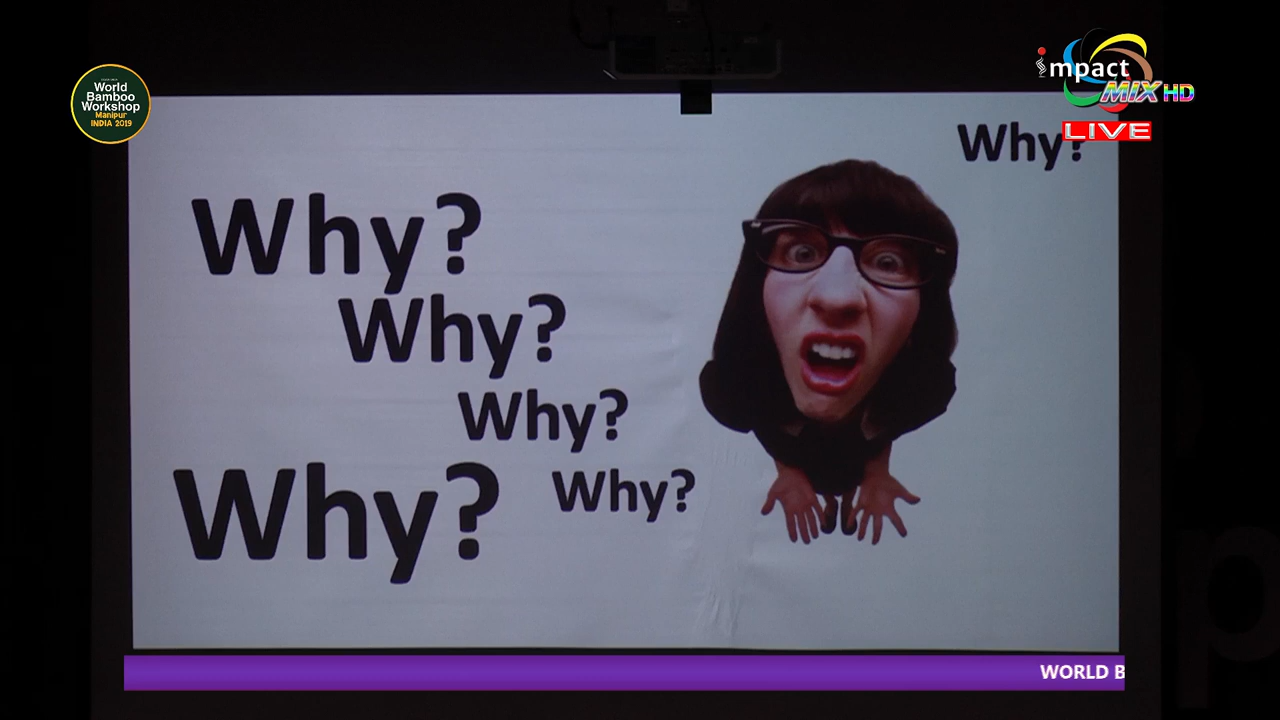 World
Bamboo
Workshop
Manipur
INDIA 2019
impact
MIX HD
LIVE
Why?
Why?
Why?
Why?
Why?
Why?
WORLD B